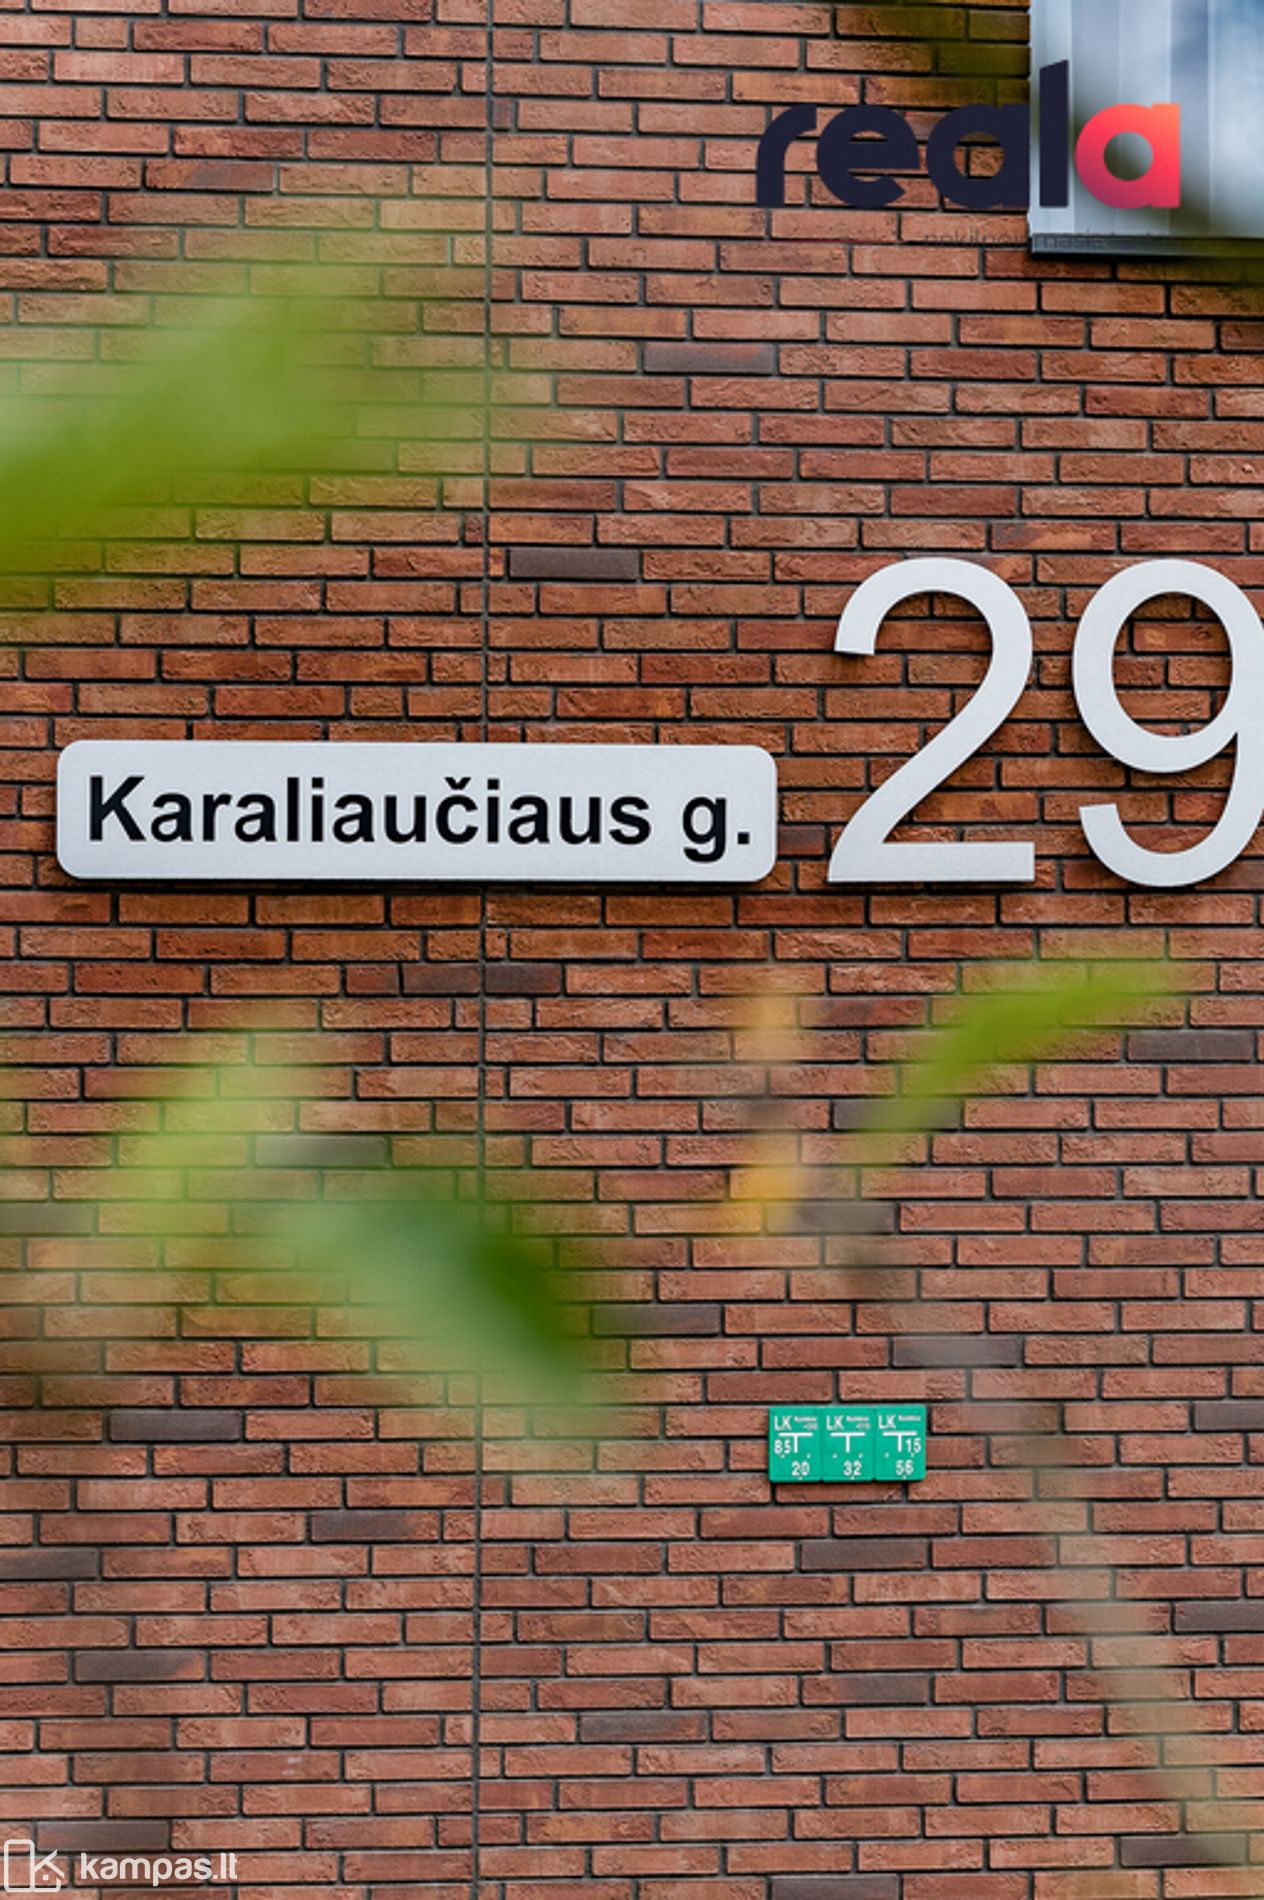 reala
Karaliaučiaus g.
29
LK LK LK
85 15
20 32 56
kampas.lt